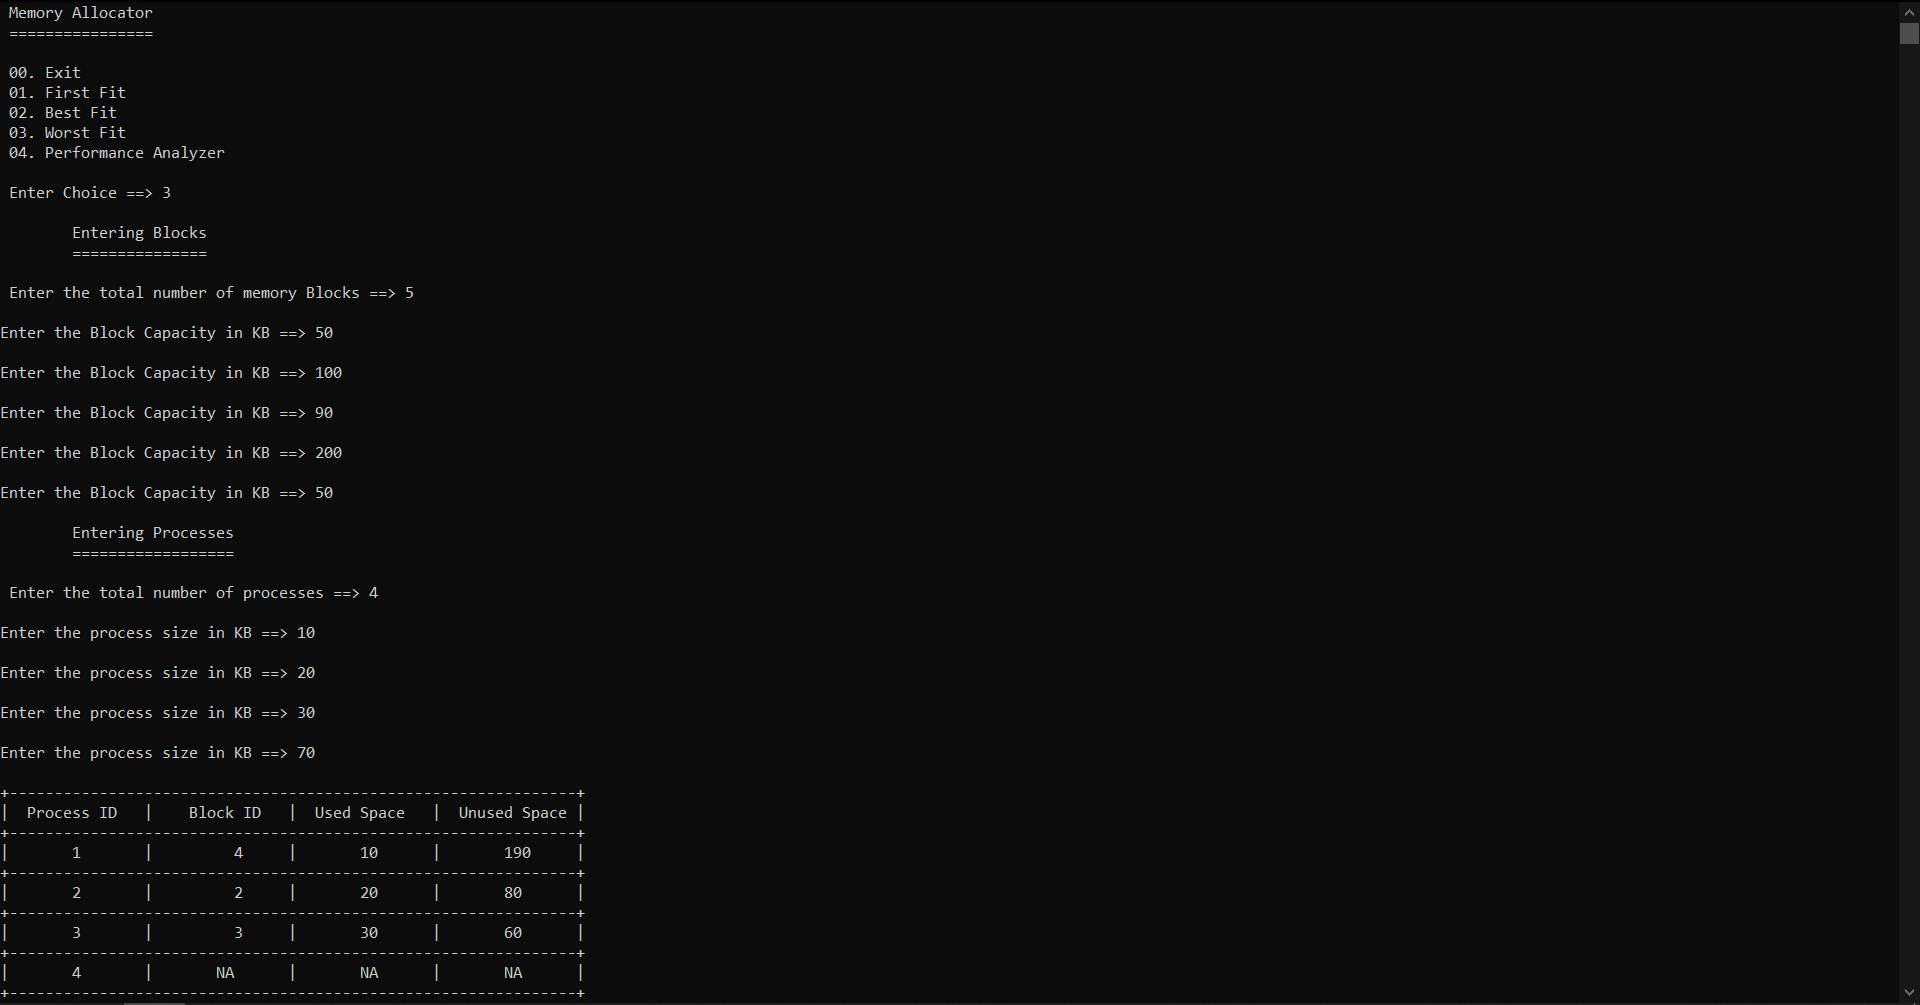 Memory Allocator
================
00. Exit
01. First Fit
02. Best Fit
03. Worst Fit
04. Performance Analyzer
Enter Choice ==> 3
Entering Blocks
===============
Enter the total number of memory Blocks ==> 5
Enter the Block Capacity in KB ==> 50
Enter the Block Capacity in KB ==> 100
Enter the Block Capacity in KB ==> 90
Enter the Block Capacity in KB ==> 200
Enter the Block Capacity in KB ==> 50
Entering Processes
==================
Enter the total number of processes ==> 4
Enter the process size in KB ==> 10
Enter the process size in KB ==> 20
Enter the process size in KB ==> 30
Enter the process size in KB ==> 70
+---------------------------------------------------------------+
| Process ID | Block ID | Used Space | Unused Space |
+---------------------------------------------------------------+
| 1 | 4 | 10 | 190 |
+---------------------------------------------------------------+
| 2 | 2 | 20 | 80 |
+---------------------------------------------------------------+
| 3 | 3 | 30 | 60 |
+---------------------------------------------------------------+
| 4 | NA | NA | NA |
+---------------------------------------------------------------+